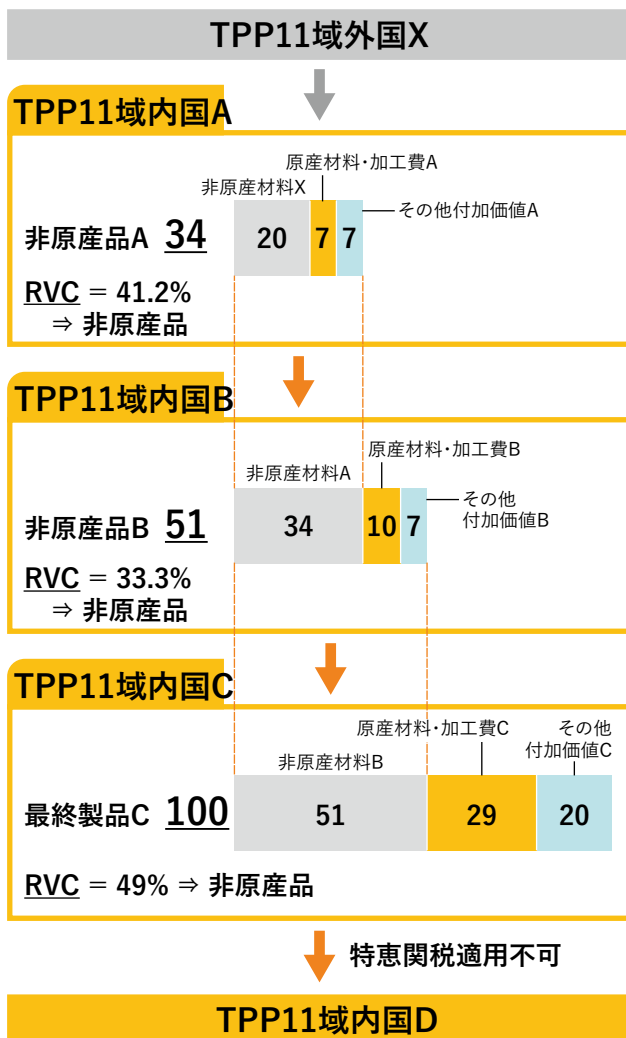 TPP11域外国X
TPP11域内国A
原産材料・加工費A
非原産材料X
その他付加価値A
非原産品A 34
20
7
7
RVC = 41.2%
⇒ 非原産品
TPP11域内国B
原産材料・加工費B
非原産材料A
その他
付加価値B
非原産品B 51
34
10
7
RVC = 33.3%
⇒ 非原産品
TPP11域内国C
原産材料・加工費C
その他
付加価値C
非原産材料B
最終製品C 100
51
29
20
RVC = 49% ⇒ 非原産品
特恵関税適用不可
TPP11域内国D